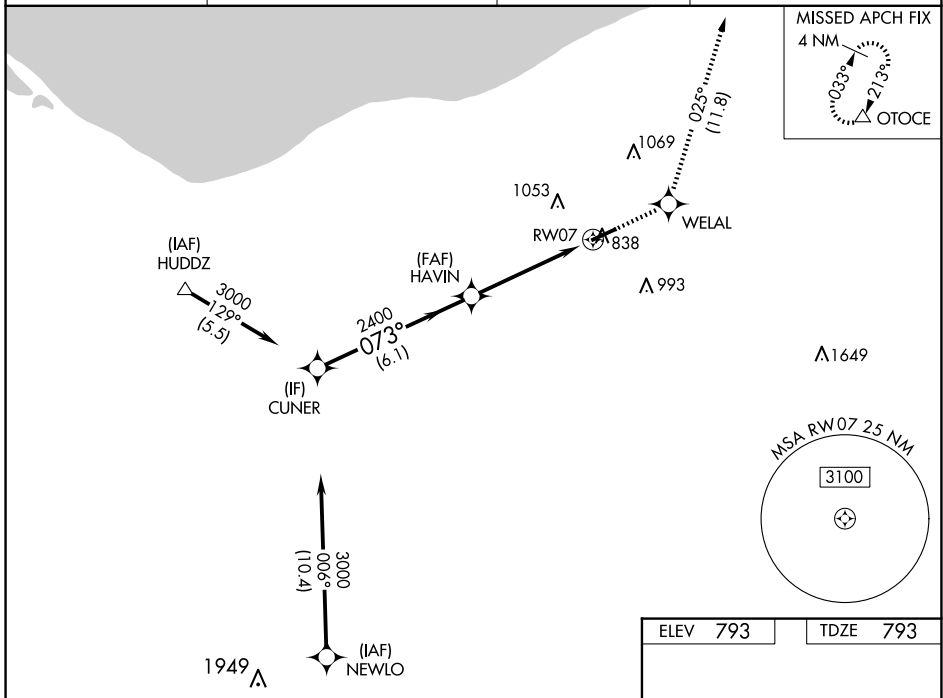 MISSED APCH FIX
4 NM
033°
213°
OTOCE
025°
(11.8)
1069
1053
WELAL
RW07
838
(IAF)
HUDDZ
(FAF)
HAVIN
993
3000
129°
(5.5)
2400
073°
(6.1)
1649
(IF)
CUNER
MSA RW07 25 NM
3100
3000
006°
(10.4)
ELEV 793
TDZE 793
(IAF)
NEWLO
1949